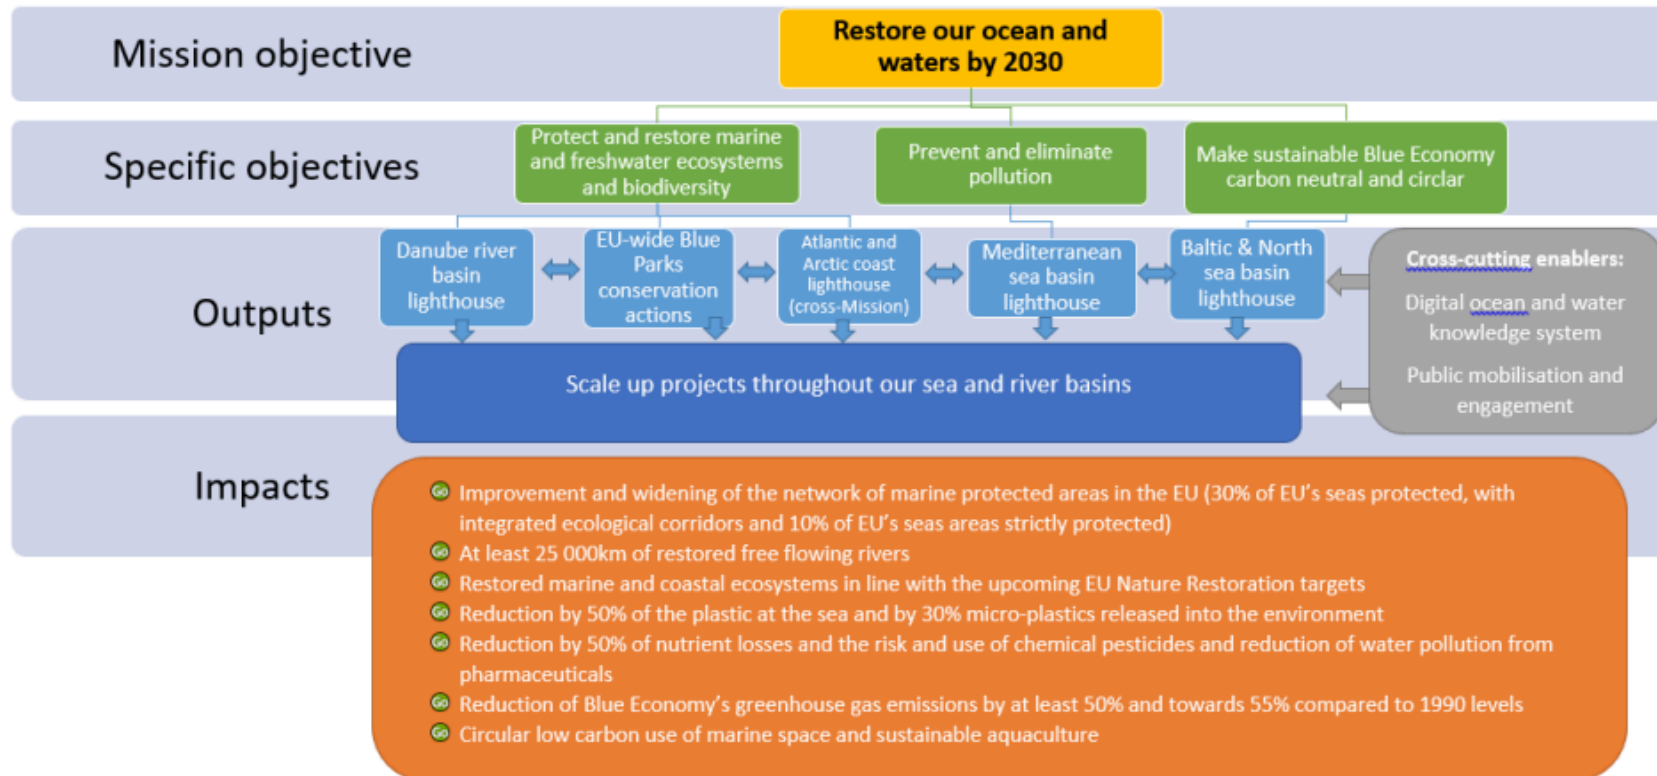 Mission objective
Restore our ocean and
waters by 2030
Specific objectives
Protect and restore marine
and freshwater ecosystems
and biodiversity
Prevent and eliminate
pollution
Make sustainable Blue Economy
carbon neutral and circlar
Outputs
Danube river
basin
lighthouse
EU-wide Blue
Parks
conservation
actions
Atlantic and
Arctic coast
lighthouse
(cross-Mission)
Mediterranean
sea basin
lighthouse
Baltic & North
sea basin
lighthouse
Cross-cutting enablers:
Digital ocean and water
knowledge system
Public mobilisation and
engagement
Scale up projects throughout our sea and river basins
Impacts
Go Improvement and widening of the network of marine protected areas in the EU (30% of EU's seas protected, with
integrated ecological corridors and 10% of EU's seas areas strictly protected)
Go At least 25 000km of restored free flowing rivers
Go Restored marine and coastal ecosystems in line with the upcoming EU Nature Restoration targets
Go Reduction by 50% of the plastic at the sea and by 30% micro-plastics released into the environment
Go Reduction by 50% of nutrient losses and the risk and use of chemical pesticides and reduction of water pollution from
pharmaceuticals
Go Reduction of Blue Economy's greenhouse gas emissions by at least 50% and towards 55% compared to 1990 levels
Go Circular low carbon use of marine space and sustainable aquaculture